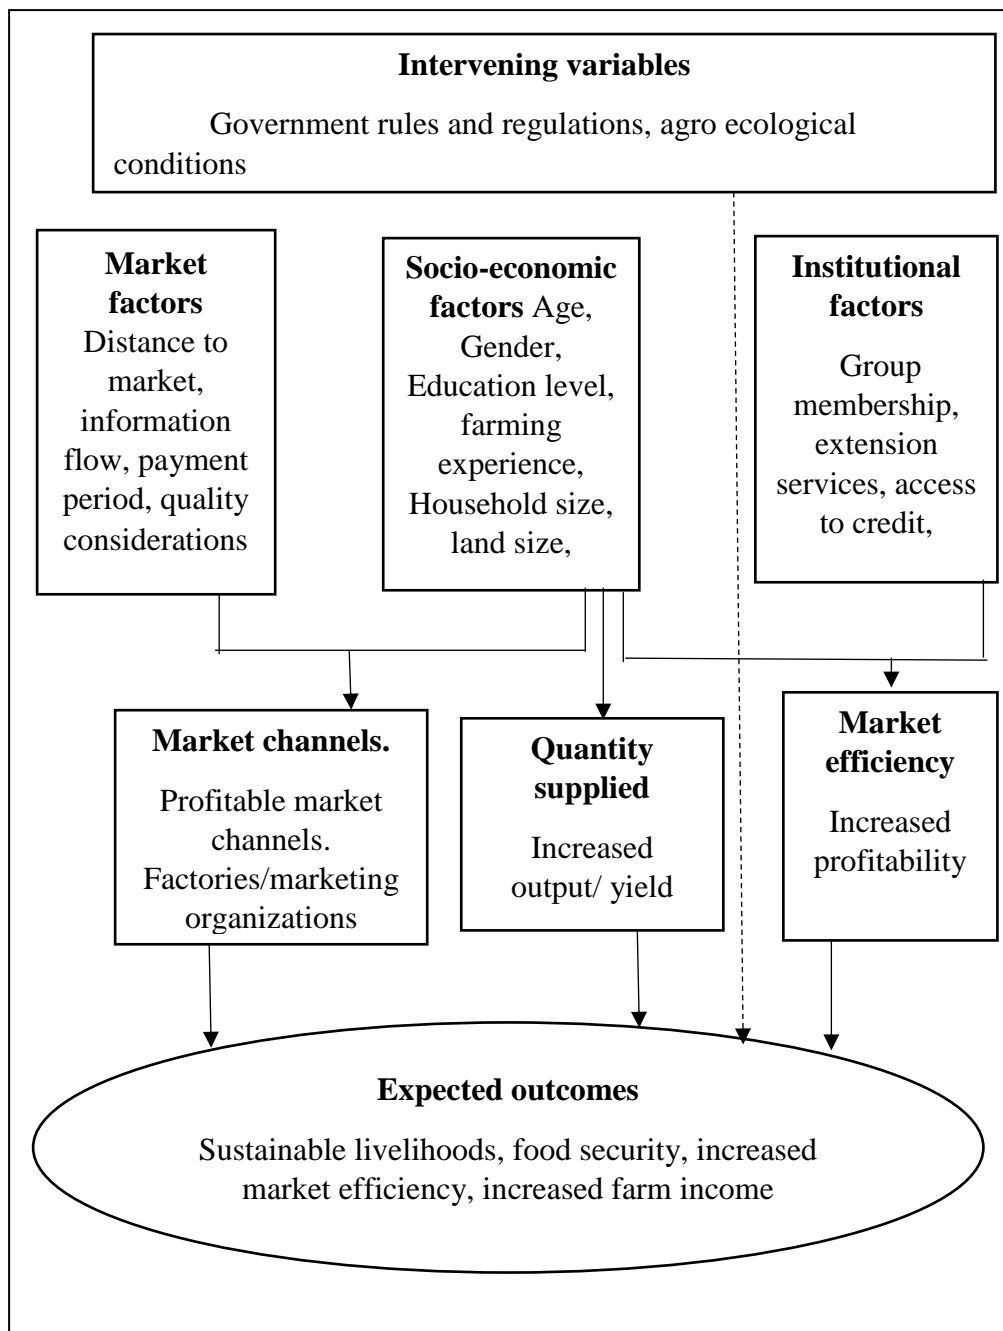 Intervening variables
Government rules and regulations, agro ecological
conditions
Market
factors
Distance to
market,
information
flow, payment
period, quality
considerations
Socio-economic
factors Age,
Gender,
Education level,
farming
experience,
Household size,
land size,
Institutional
factors
Group
membership,
extension
services, access
to credit,
Market channels.
Profitable market
channels.
Factories/marketing
organizations
Quantity
supplied
Increased
output/ yield
Market
efficiency
Increased
profitability
Expected outcomes
Sustainable livelihoods, food security, increased
market efficiency, increased farm income